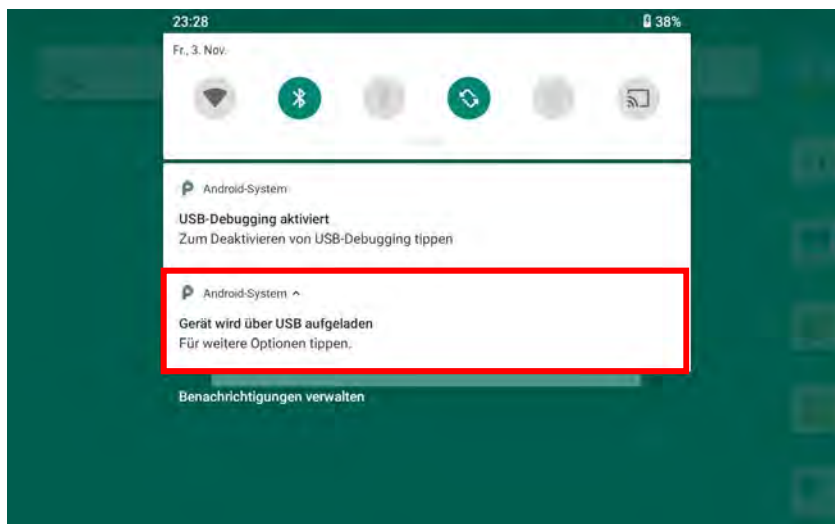 23:28 38%
Fr., 3. Nov.
Android-System
USB-Debugging aktiviert
Zum Deaktivieren von USB-Debugging tippen
Android-System
Gerät wird über USB aufgeladen
Für weitere Optionen tippen.
Benachrichtigungen verwalten